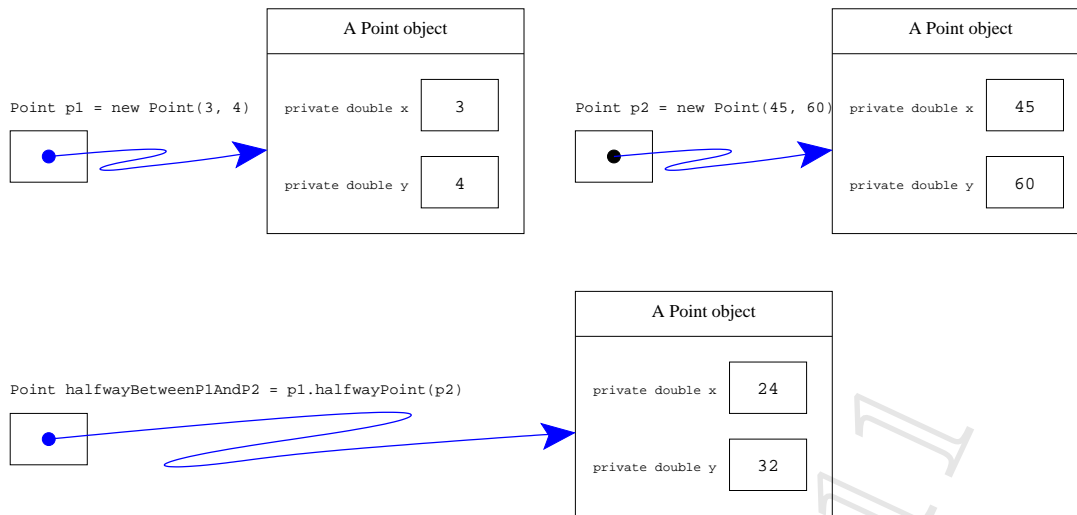 A Point object
Point p1 = new Point(3, 4)
private double x 3
private double y 4
A Point object
Point p2 = new Point(45, 60)
private double x 45
private double y 60
A Point object
Point halfwayBetweenP1AndP2 = p1.halfwayPoint(p2)
private double x 24
private double y 32